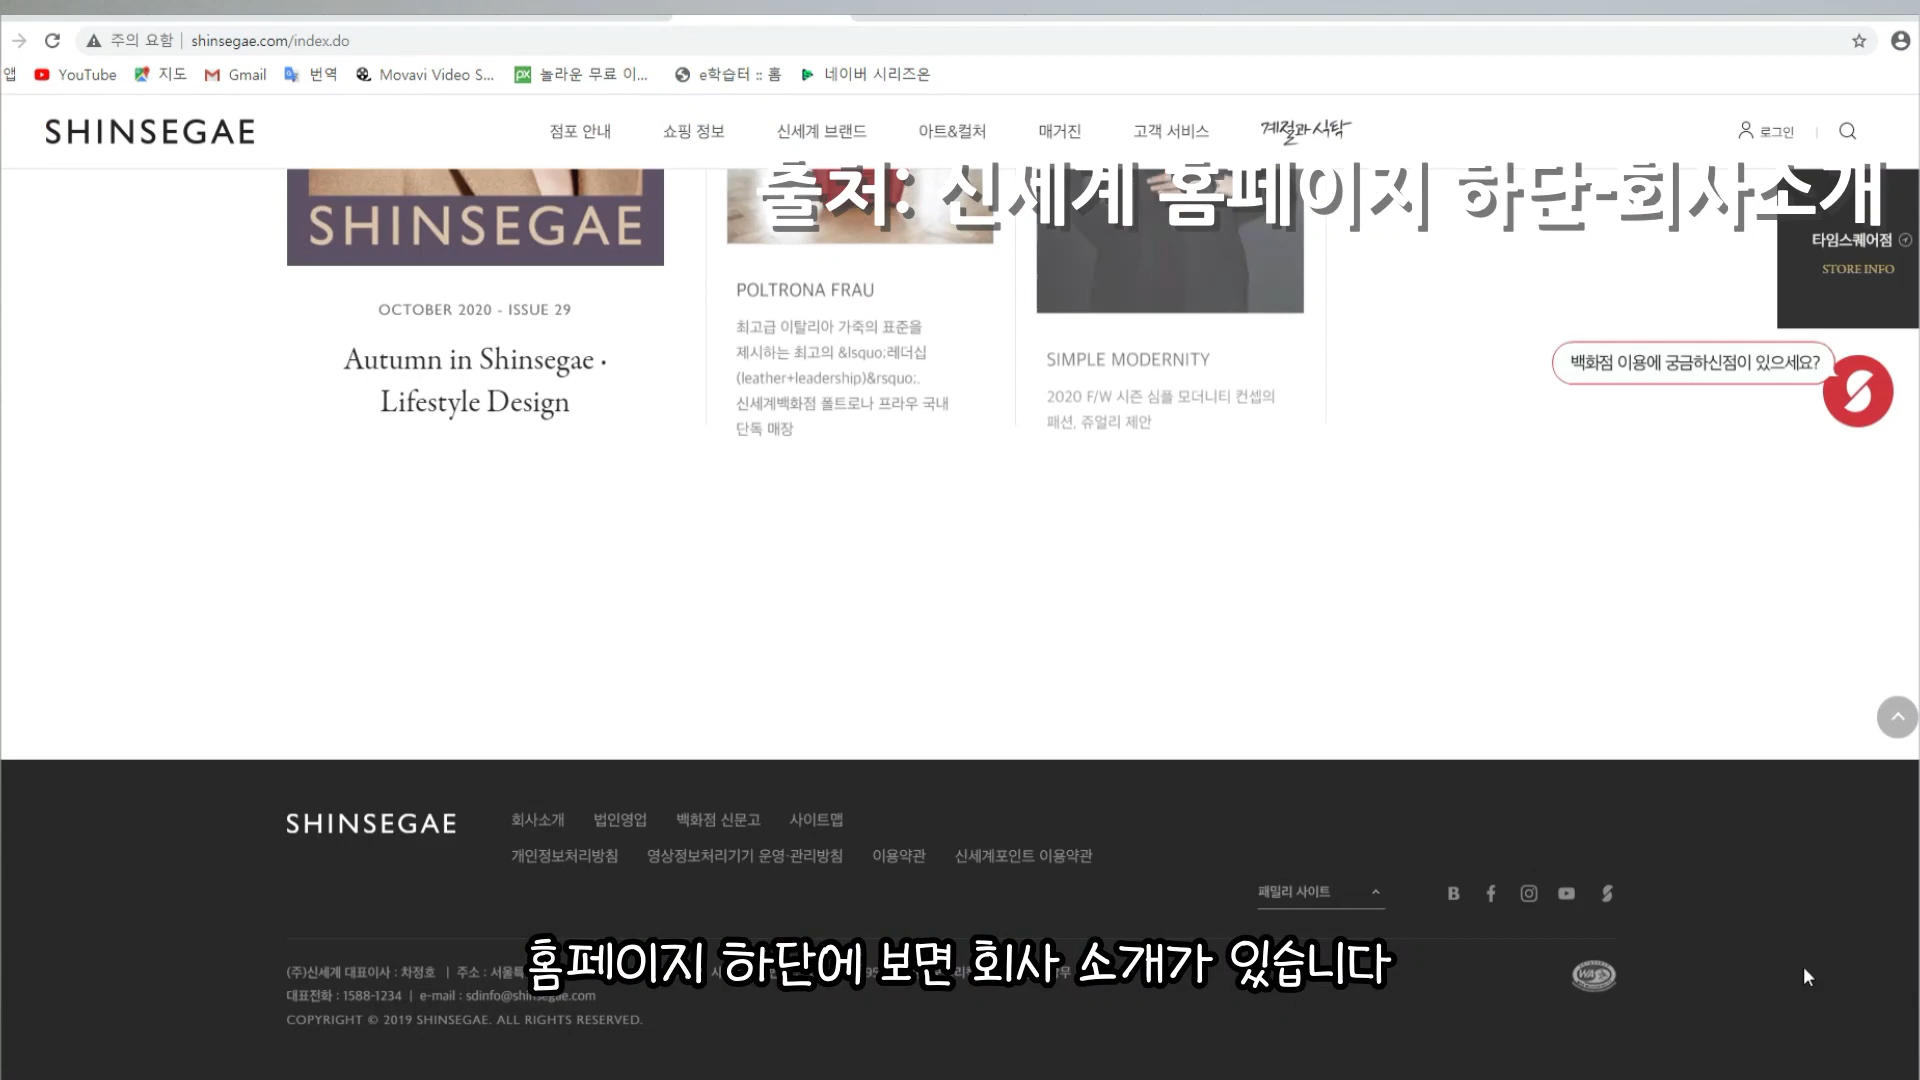 주의 요함 | shinsegae.com/index.do
앱 YouTube 지도 Gmail 번역 Movavi Video S... 놀라운 무료 이... e학습터 :: 홈 네이버 시리즈온
SHINSEGAE 점포 안내 쇼핑 정보 신세계 브랜드 아트&컬처 매거진 고객 서비스 계절과 식탁 로그인
출처: 신세계 홈페이지 하단-회사소개
SHINSEGAE
타임스퀘어점
STORE INFO
OCTOBER 2020 - ISSUE 29
Autumn in Shinsegae ·
Lifestyle Design
POLTRONA FRAU
최고급 이탈리아 가죽의 표준을
제시하는 최고의 &lsquo;레더십
(leather+leadership)&rsquo;.
신세계백화점 폴트로나 프라우 국내
단독 매장
SIMPLE MODERNITY
2020 F/W 시즌 심플 모더니티 컨셉의
패션, 쥬얼리 제안
백화점 이용에 궁금하신점이 있으세요?
SHINSEGAE
회사소개 법인영업 백화점 신문고 사이트맵
개인정보처리방침 영상정보처리기기 운영·관리방침 이용약관 신세계포인트 이용약관
패밀리 사이트
홈페이지 하단에 보면 회사 소개가 있습니다
(주)신세계 대표이사 : 차정호 | 주소 : 서울특
대표전화 : 1588-1234 | e-mail : sdinfo@shinsegae.com
COPYRIGHT © 2019 SHINSEGAE. ALL RIGHTS RESERVED.
WA